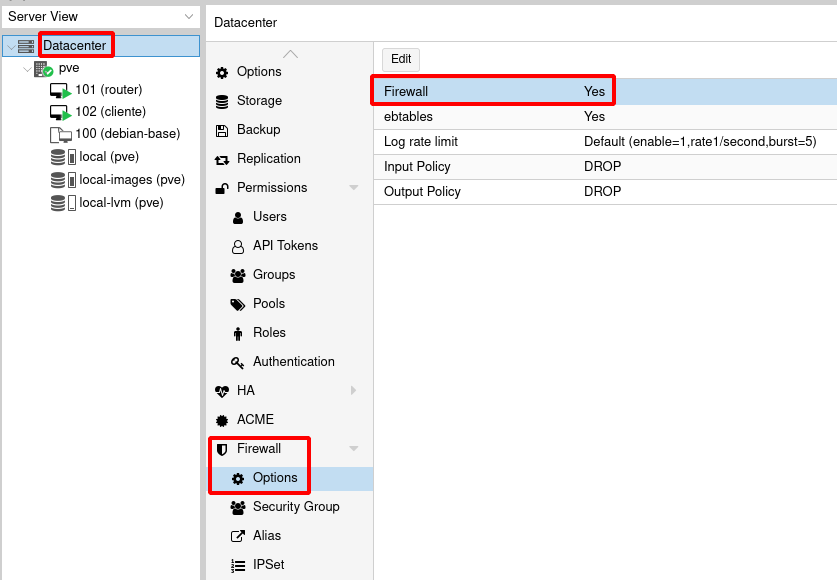 Server View
Datacenter
pve
101 (router)
102 (cliente)
100 (debian-base)
local (pve)
local-images (pve)
local-lvm (pve)
Datacenter
Options
Storage
Backup
Replication
Permissions
Users
API Tokens
Groups
Pools
Roles
Authentication
HA
ACME
Firewall
Options
Security Group
Alias
IPSet
Edit
Firewall Yes
ebtables Yes
Log rate limit Default (enable=1,rate1/second,burst=5)
Input Policy DROP
Output Policy DROP